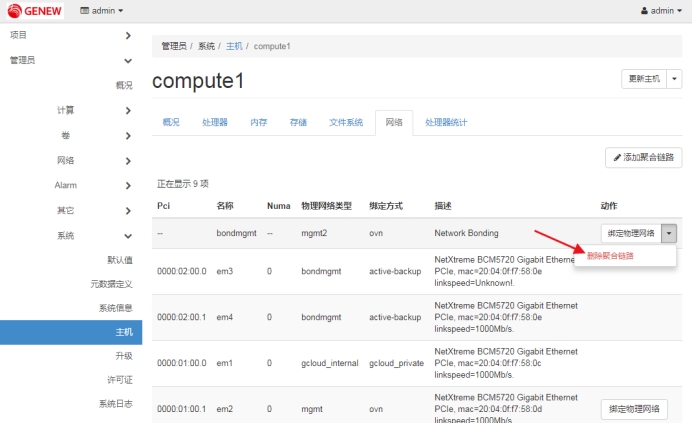 GENEW
admin
admin
项目
管理员
概况
计算
卷
网络
Alarm
其它
系统
默认值
元数据定义
系统信息
主机
升级
许可证
系统日志
管理员 / 系统 / 主机 / compute1
compute1
更新主机
概况 处理器 内存 存储 文件系统 网络 处理器统计
添加聚合链路
正在显示 9 项
Pci 名称 Numa 物理网络类型 绑定方式 描述 动作
-- bondmgmt -- mgmt2 ovn Network Bonding 绑定物理网络
删除聚合链路
0000:02:00.0 em3 0 bondmgmt active-backup NetXtreme BCM5720 Gigabit Ethernet
PCIe, mac=20:04:0f:f7:58:0e
linkspeed=Unknown!.
0000:02:00.1 em4 0 bondmgmt active-backup NetXtreme BCM5720 Gigabit Ethernet
PCIe, mac=20:04:0f:f7:58:0e
linkspeed=1000Mb/s.
0000:01:00.0 em1 0 gcloud_internal gcloud_private NetXtreme BCM5720 Gigabit Ethernet
PCIe, mac=20:04:0f:f7:58:0c
linkspeed=1000Mb/s.
0000:01:00.1 em2 0 mgmt ovn NetXtreme BCM5720 Gigabit Ethernet
PCIe, mac=20:04:0f:f7:58:0d
linkspeed=1000Mb/s.
绑定物理网络